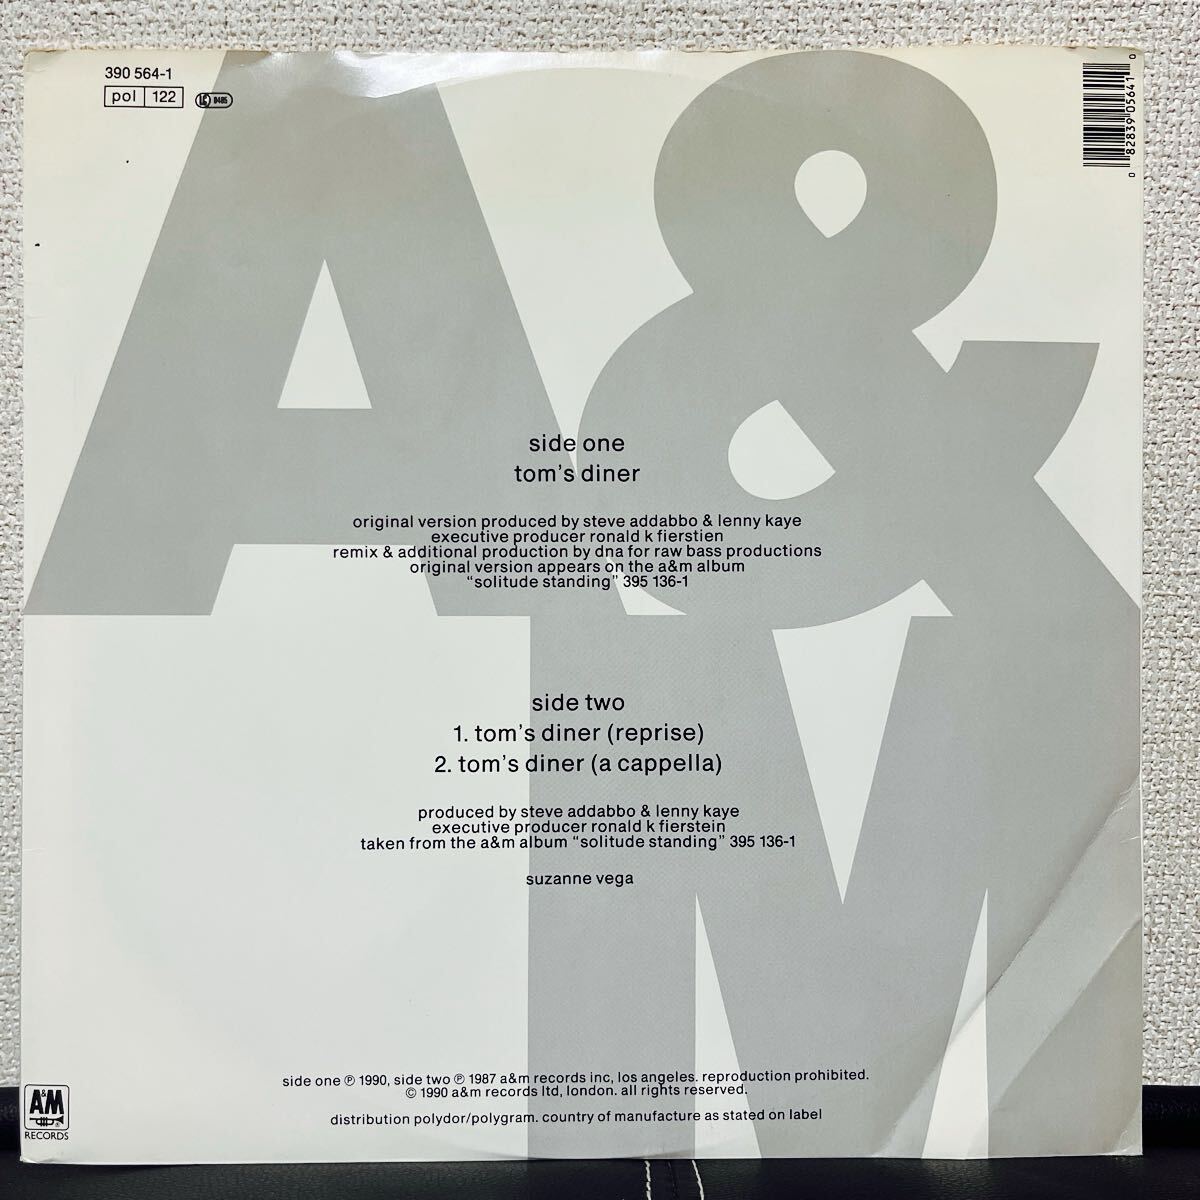 390 564-1
pol 122
LC 0485
0 82839 05641 0
A&
M
side one
tom's diner
original version produced by steve addabbo & lenny kaye
executive producer ronald k fierstien
remix & additional production by dna for raw bass productions
original version appears on the a&m album
“solitude standing” 395 136-1
side two
1. tom's diner (reprise)
2. tom's diner (a cappella)
produced by steve addabbo & lenny kaye
executive producer ronald k fierstein
taken from the a&m album “solitude standing” 395 136-1
suzanne vega
side one ℗ 1990, side two ℗ 1987 a&m records inc, los angeles. reproduction prohibited.
© 1990 a&m records ltd, london. all rights reserved.
distribution polydor/polygram. country of manufacture as stated on label
A&M
RECORDS